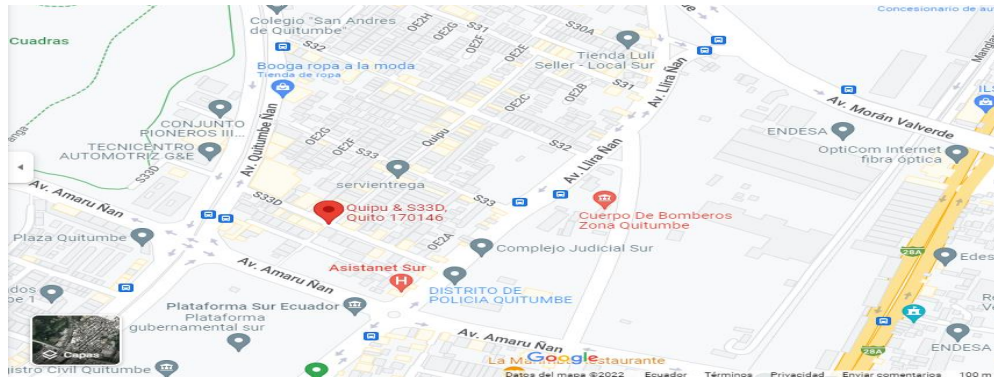 Colegio "San Andres
de Quitumbe"
Concesionario de au
Cuadras
S32
OE2H
OE2G
OE2F
OE2E
S30A
Tienda Luli
Seller - Local Sur
Booga ropa a la moda
Tienda de ropa
OE2C
OE2B
S31
Av. Llira Ñan
Av. Morán Valverde
ILS
CONJUNTO
PIONEROS III...
TECNICENTRO
AUTOMOTRIZ G&E
Av. Quitumbe Ñan
OE2G
OE2F
S33
Quipu
S32
Av. Llira Ñan
ENDESA
OptiCom Internet
fibra óptica
S33D
servientrega
Av. Amaru Ñan
S33D
Quipu & S33D,
Quito 170146
S33
Cuerpo De Bomberos
Zona Quitumbe
Plaza Quitumbe
OE2A
Complejo Judicial Sur
28A
Edes
Av. Amaru Ñan
Asistanet Sur
DISTRITO DE
POLICIA QUITUMBE
Plataforma Sur Ecuador
Plataforma
gubernamental sur
Capas
Av. Amaru Ñan
ENDESA
28A
istro Civil Quitumbe
Google
Datos del mapa ©2022 Ecuador Términos Privacidad Enviar comentarios 100 m